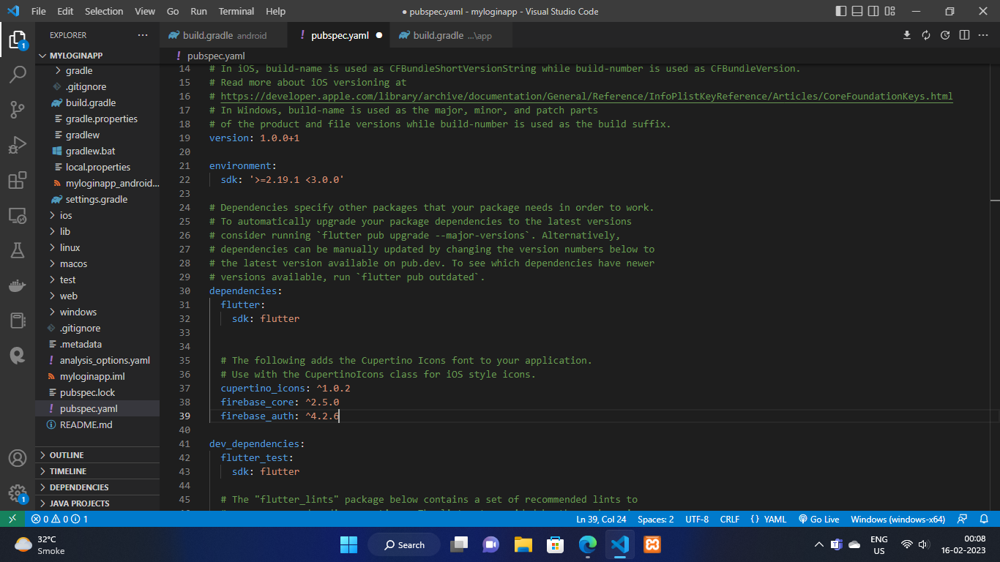 File Edit Selection View Go Run Terminal Help
● pubspec.yaml - myloginapp - Visual Studio Code
EXPLORER
build.gradle android
! pubspec.yaml ●
build.gradle ...\app
MYLOGINAPP
gradle
.gitignore
build.gradle
gradle.properties
gradlew
gradlew.bat
local.properties
myloginapp_android...
settings.gradle
ios
lib
linux
macos
test
web
windows
.gitignore
.metadata
! analysis_options.yaml
myloginapp.iml
pubspec.lock
! pubspec.yaml
README.md
OUTLINE
TIMELINE
DEPENDENCIES
JAVA PROJECTS
1
1
! pubspec.yaml
14 # In iOS, build-name is used as CFBundleShortVersionString while build-number is used as CFBundleVersion.
15 # Read more about iOS versioning at
16 # https://developer.apple.com/library/archive/documentation/General/Reference/InfoPlistKeyReference/Articles/CoreFoundationKeys.html
17 # In Windows, build-name is used as the major, minor, and patch parts
18 # of the product and file versions while build-number is used as the build suffix.
19 version: 1.0.0+1
20
21 environment:
22 sdk: '>=2.19.1 <3.0.0'
23
24 # Dependencies specify other packages that your package needs in order to work.
25 # To automatically upgrade your package dependencies to the latest versions
26 # consider running `flutter pub upgrade --major-versions`. Alternatively,
27 # dependencies can be manually updated by changing the version numbers below to
28 # the latest version available on pub.dev. To see which dependencies have newer
29 # versions available, run `flutter pub outdated`.
30 dependencies:
31 flutter:
32 sdk: flutter
33
34
35 # The following adds the Cupertino Icons font to your application.
36 # Use with the CupertinoIcons class for iOS style icons.
37 cupertino_icons: ^1.0.2
38 firebase_core: ^2.5.0
39 firebase_auth: ^4.2.6
40
41 dev_dependencies:
42 flutter_test:
43 sdk: flutter
44
45 # The "flutter_lints" package below contains a set of recommended lints to
0 0 1
Ln 39, Col 24 Spaces: 2 UTF-8 CRLF {} YAML Go Live Windows (windows-x64)
32°C
Smoke
Search
ENG
US
00:08
16-02-2023